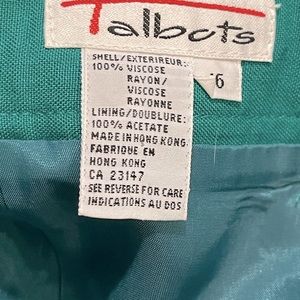 Talbots
SHELL/EXTERIEUR:
100% VISCOSE
RAYON/
VISCOSE
RAYONNE
LINING/DOUBLURE:
100% ACETATE
MADE IN HONG KONG
FABRIQUE EN
HONG KONG
CA 23147
SEE REVERSE FOR CARE
INDICATIONS AU DOS
6